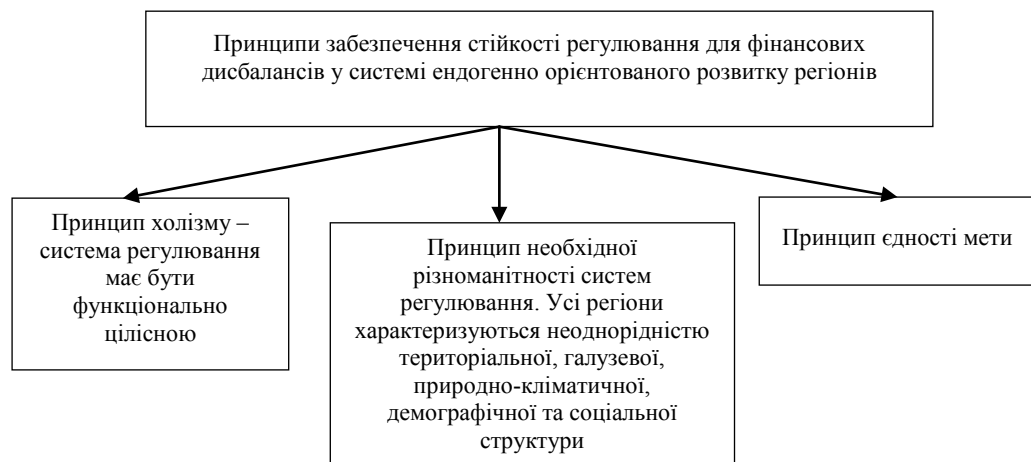 Принципи забезпечення стійкості регулювання для фінансових
дисбалансів у системі ендогенно орієнтованого розвитку регіонів
Принцип холізму –
система регулювання
має бути
функціонально
цілісною
Принцип необхідної
різноманітності систем
регулювання. Усі регіони
характеризуються неоднорідністю
територіальної, галузевої,
природно-кліматичної,
демографічної та соціальної
структури
Принцип єдності мети